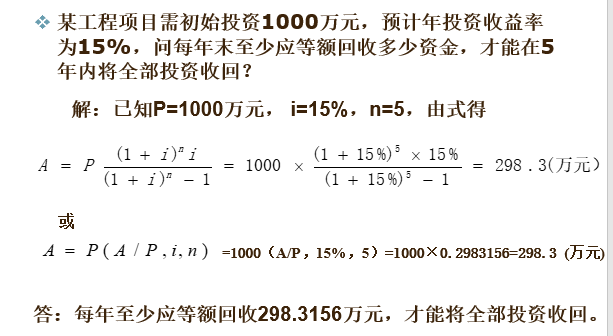 ❖ 某工程项目需初始投资1000万元，预计年投资收益率
为15%，问每年末至少应等额回收多少资金，才能在5
年内将全部投资收回？
解：已知P=1000万元， i=15%，n=5，由式得
A = P \frac{(1 + i)^n i}{(1 + i)^n - 1} = 1000 × \frac{(1 + 15%)^5 × 15%}{(1 + 15%)^5 - 1} = 298 .3(万元)
或
A = P( A / P , i, n ) =1000（A/P，15%，5）=1000×0.2983156=298.3 (万元)
答：每年至少应等额回收298.3156万元，才能将全部投资收回。